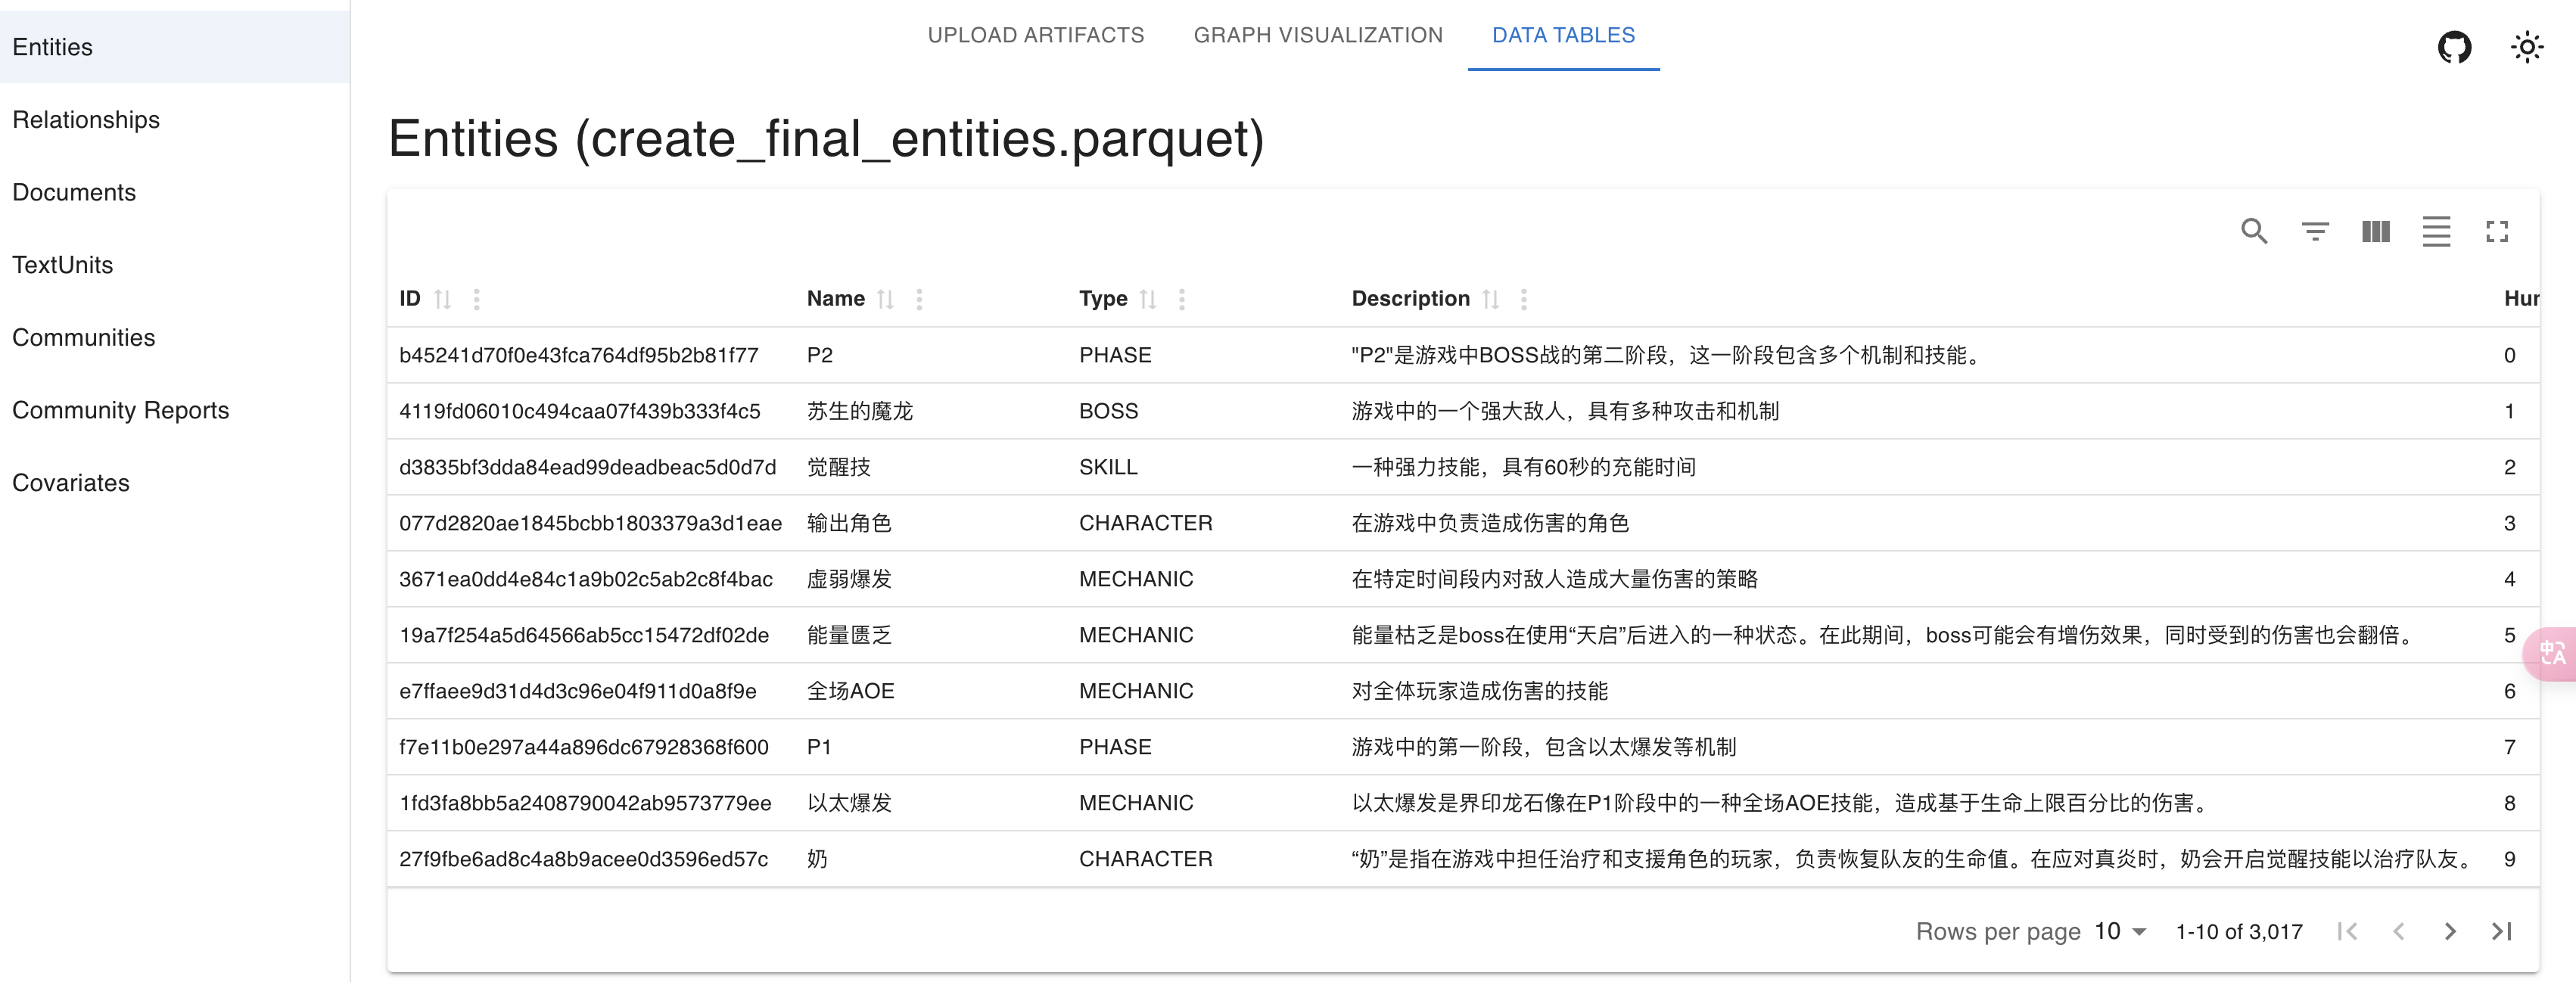 Entities
Relationships
Documents
TextUnits
Communities
Community Reports
Covariates
UPLOAD ARTIFACTS GRAPH VISUALIZATION DATA TABLES
Entities (create_final_entities.parquet)
ID Name Type Description Hur
b45241d70f0e43fca764df95b2b81f77 P2 PHASE "P2"是游戏中BOSS战的第二阶段，这一阶段包含多个机制和技能。 0
4119fd06010c494caa07f439b333f4c5 苏生的魔龙 BOSS 游戏中的一个强大敌人，具有多种攻击和机制 1
d3835bf3dda84ead99deadbeac5d0d7d 觉醒技 SKILL 一种强力技能，具有60秒的充能时间 2
077d2820ae1845bcbb1803379a3d1eae 输出角色 CHARACTER 在游戏中负责造成伤害的角色 3
3671ea0dd4e84c1a9b02c5ab2c8f4bac 虚弱爆发 MECHANIC 在特定时间段内对敌人造成大量伤害的策略 4
19a7f254a5d64566ab5cc15472df02de 能量匮乏 MECHANIC 能量枯乏是boss在使用“天启”后进入的一种状态。在此期间，boss可能会有增伤效果，同时受到的伤害也会翻倍。 5
e7ffaee9d31d4d3c96e04f911d0a8f9e 全场AOE MECHANIC 对全体玩家造成伤害的技能 6
f7e11b0e297a44a896dc67928368f600 P1 PHASE 游戏中的第一阶段，包含以太爆发等机制 7
1fd3fa8bb5a2408790042ab9573779ee 以太爆发 MECHANIC 以太爆发是界印龙石像在P1阶段中的一种全场AOE技能，造成基于生命上限百分比的伤害。 8
27f9fbe6ad8c4a8b9acee0d3596ed57c 奶 CHARACTER “奶”是指在游戏中担任治疗和支援角色的玩家，负责恢复队友的生命值。在应对真炎时，奶会开启觉醒技能以治疗队友。 9
Rows per page 10 1-10 of 3,017